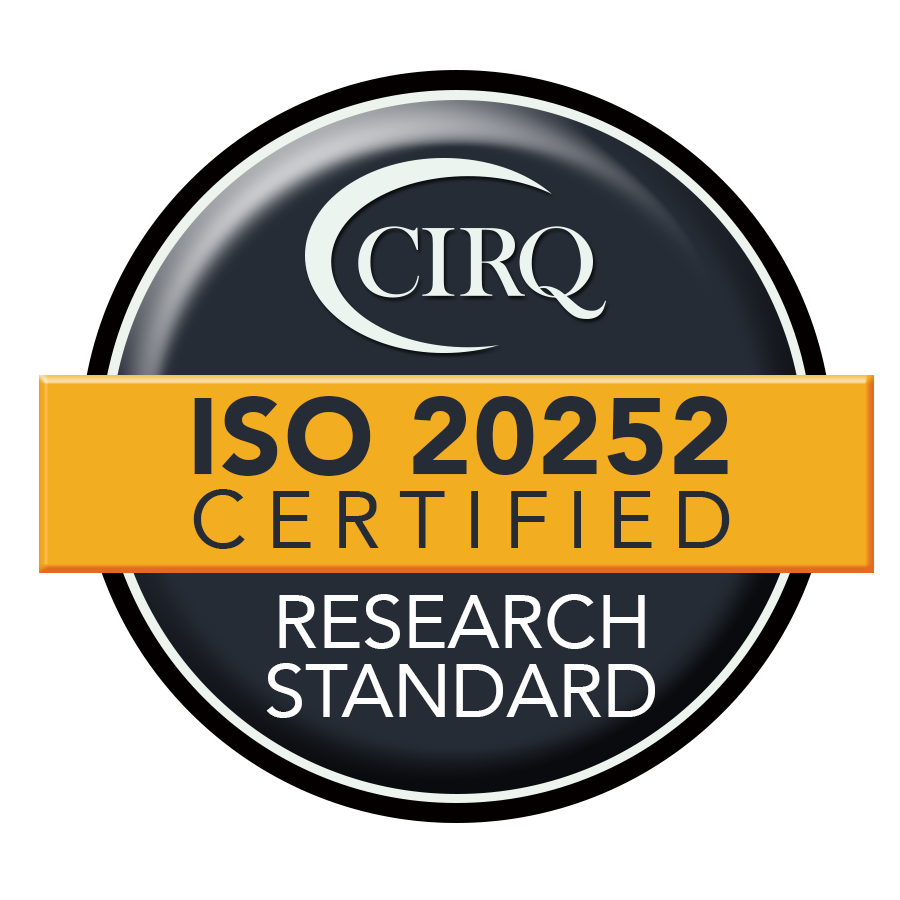 CIRQ
ISO 20252
CERTIFIED
RESEARCH
STANDARD